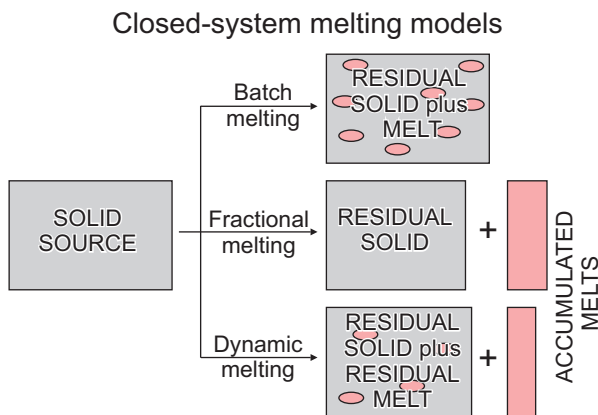 Closed-system melting models
Batch
melting
RESIDUAL
SOLID plus
MELT
SOLID
SOURCE
Fractional
melting
RESIDUAL
SOLID
+
ACCUMULATED
MELTS
Dynamic
melting
RESIDUAL
SOLID plus
RESIDUAL
MELT
+